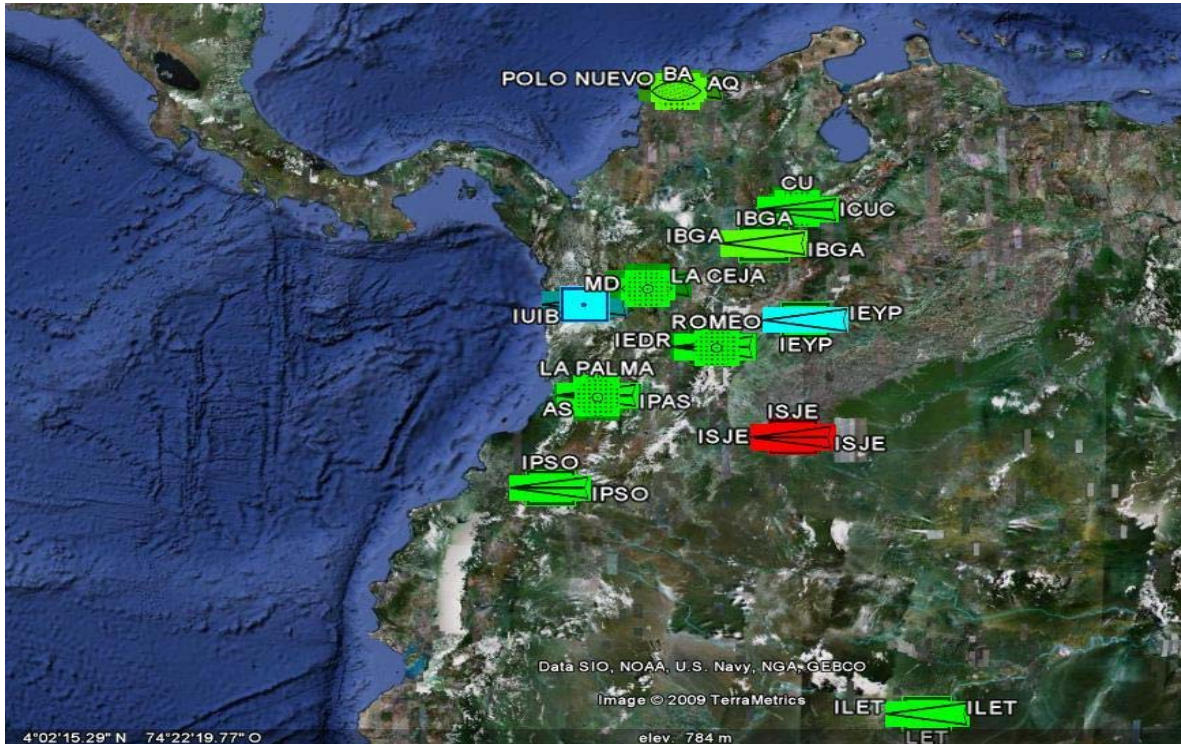 BA
POLO NUEVO
AQ
CU
ICUC
IBGA
IBGA
IBGA
MD
LA CEJA
IUIB
ROMEO
IEYP
IEDR
IEYP
LA PALMA
AS
IPAS
ISJE
ISJE
ISJE
IPSO
IPSO
Data SIO, NOAA, U.S. Navy, NGA, GEBCO
Image © 2009 TerraMetrics
ILET
ILET
LET
4°02'15.29" N 74°22'19.77" O
elev. 784 m